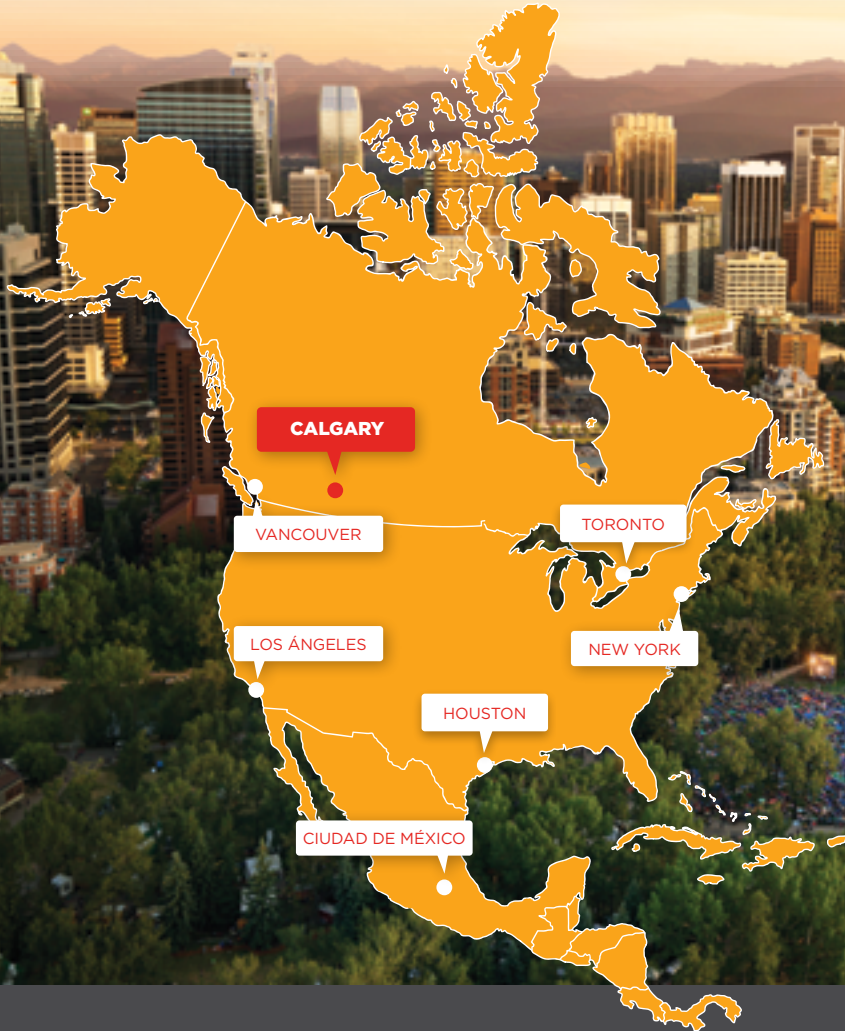 CALGARY
VANCOUVER
TORONTO
LOS ÁNGELES
NEW YORK
HOUSTON
CIUDAD DE MÉXICO